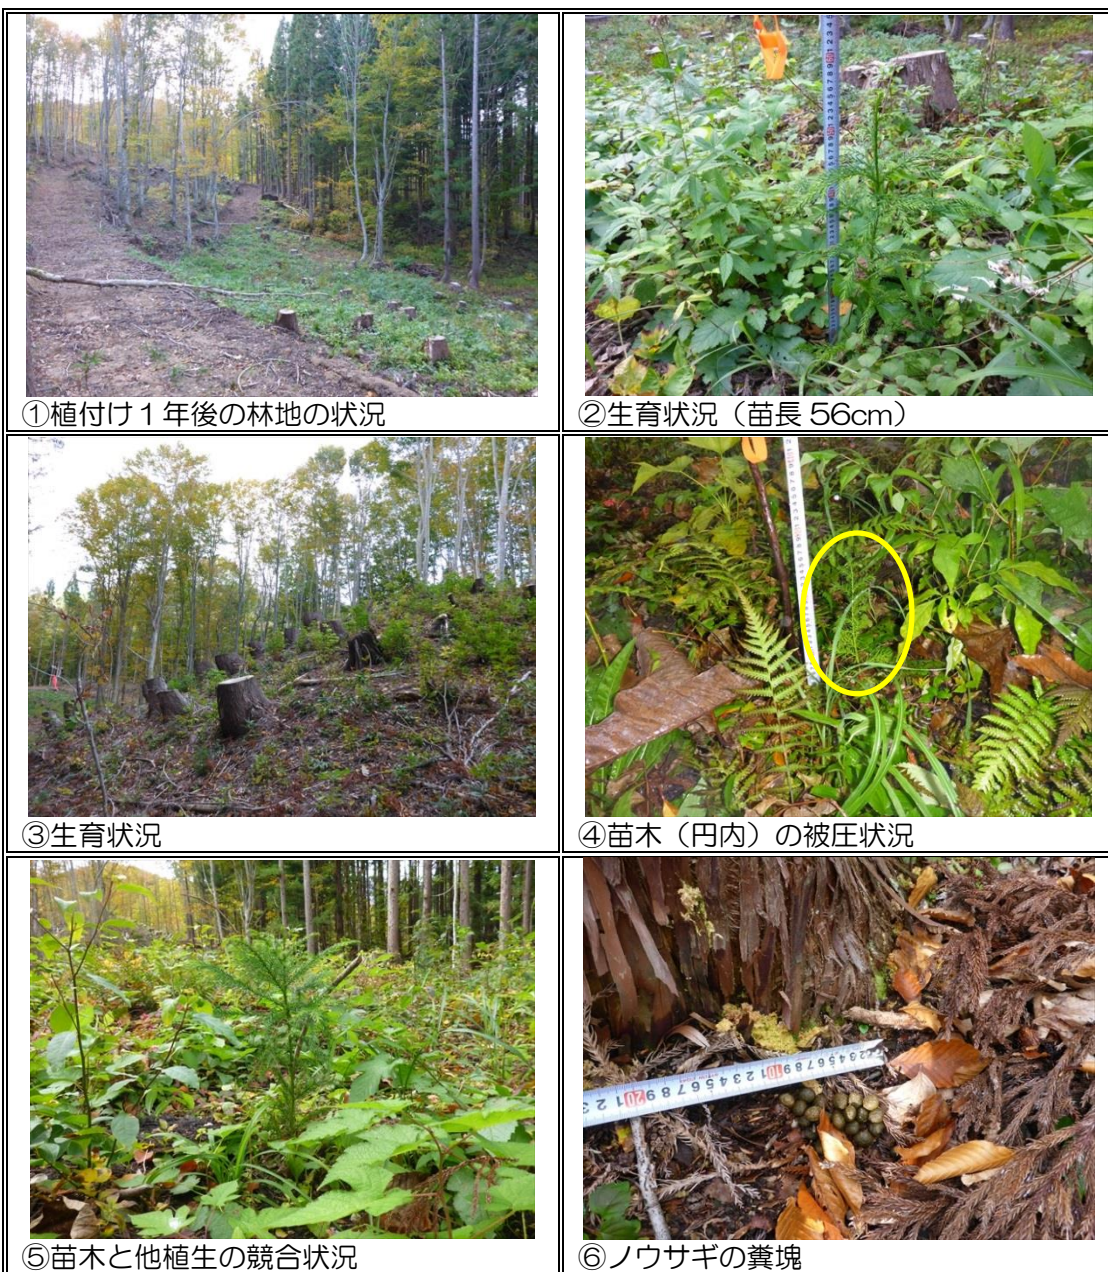 ①植付け１年後の林地の状況
②生育状況（苗長 56cm）
③生育状況
④苗木（円内）の被圧状況
⑤苗木と他植生の競合状況
⑥ノウサギの糞塊